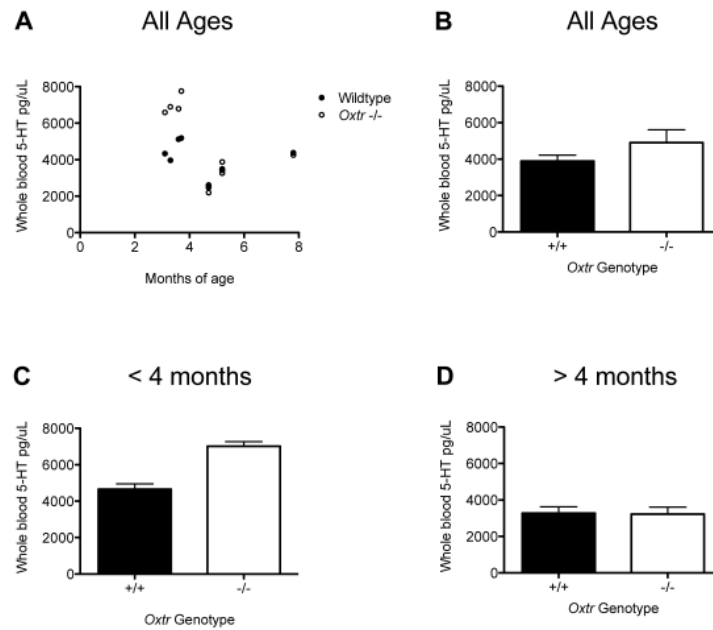 A All Ages
Whole blood 5-HT pg/uL
8000
6000
4000
2000
0
0 2 4 6 8
Months of age
Wildtype
Oxtr -/-
B All Ages
Whole blood 5-HT pg/uL
8000
6000
4000
2000
0
+/+ -/-
Oxtr Genotype
C < 4 months
Whole blood 5-HT pg/uL
8000
6000
4000
2000
0
+/+ -/-
Oxtr Genotype
D > 4 months
Whole blood 5-HT pg/uL
8000
6000
4000
2000
0
+/+ -/-
Oxtr Genotype